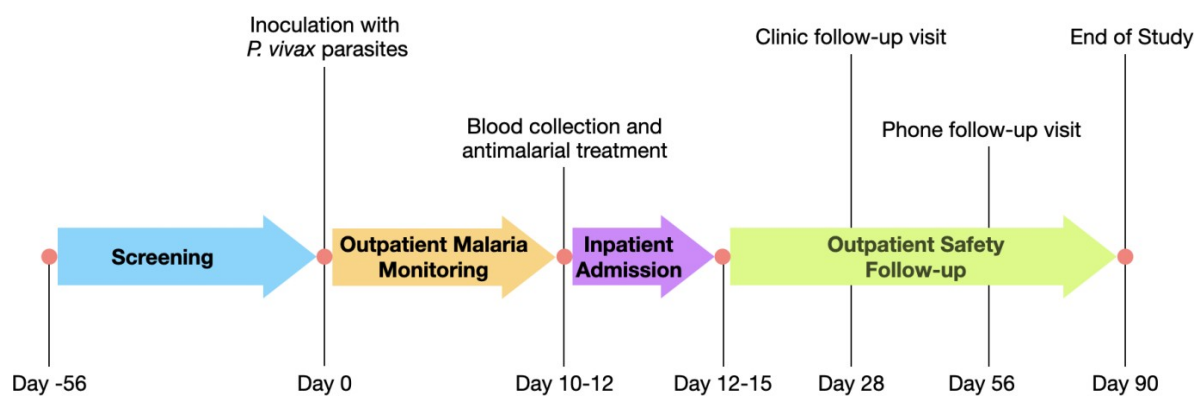 Inoculation with
P. vivax parasites
Clinic follow-up visit
End of Study
Blood collection and
antimalarial treatment
Phone follow-up visit
Screening
Outpatient Malaria
Monitoring
Inpatient
Admission
Outpatient Safety
Follow-up
Day -56
Day 0
Day 10-12
Day 12-15
Day 28
Day 56
Day 90